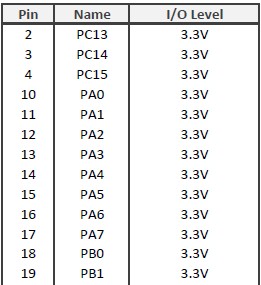 Pin Name I/O Level
2 PC13 3.3V
3 PC14 3.3V
4 PC15 3.3V
10 PA0 3.3V
11 PA1 3.3V
12 PA2 3.3V
13 PA3 3.3V
14 PA4 3.3V
15 PA5 3.3V
16 PA6 3.3V
17 PA7 3.3V
18 PB0 3.3V
19 PB1 3.3V